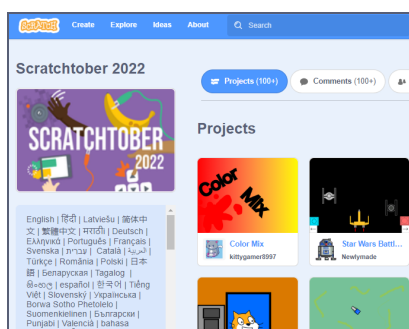 SCRATCH Create Explore Ideas About Search
Scratchtober 2022
Projects (100+) Comments (100+)
SCRATCHTOBER
2022
Projects
English | हिंदी | Latviešu | 简体中
文 | 繁體中文 | मराठी | Deutsch |
Ελληνικά | Português | Français |
Svenska | עברית | Català | العربية |
Türkçe | Română | Polski | 日本
語 | Беларуская | Tagalog |
සිංහල | español | 한국어 | Tiếng
Việt | Slovenský | Українська |
Borwa Sotho Phetolelo |
Suomenkielinen | Български |
Punjabi | Valencià | bahasa
Color Mix
Color Mix
kittygamer8997
Star Wars Battl...
Newlymade